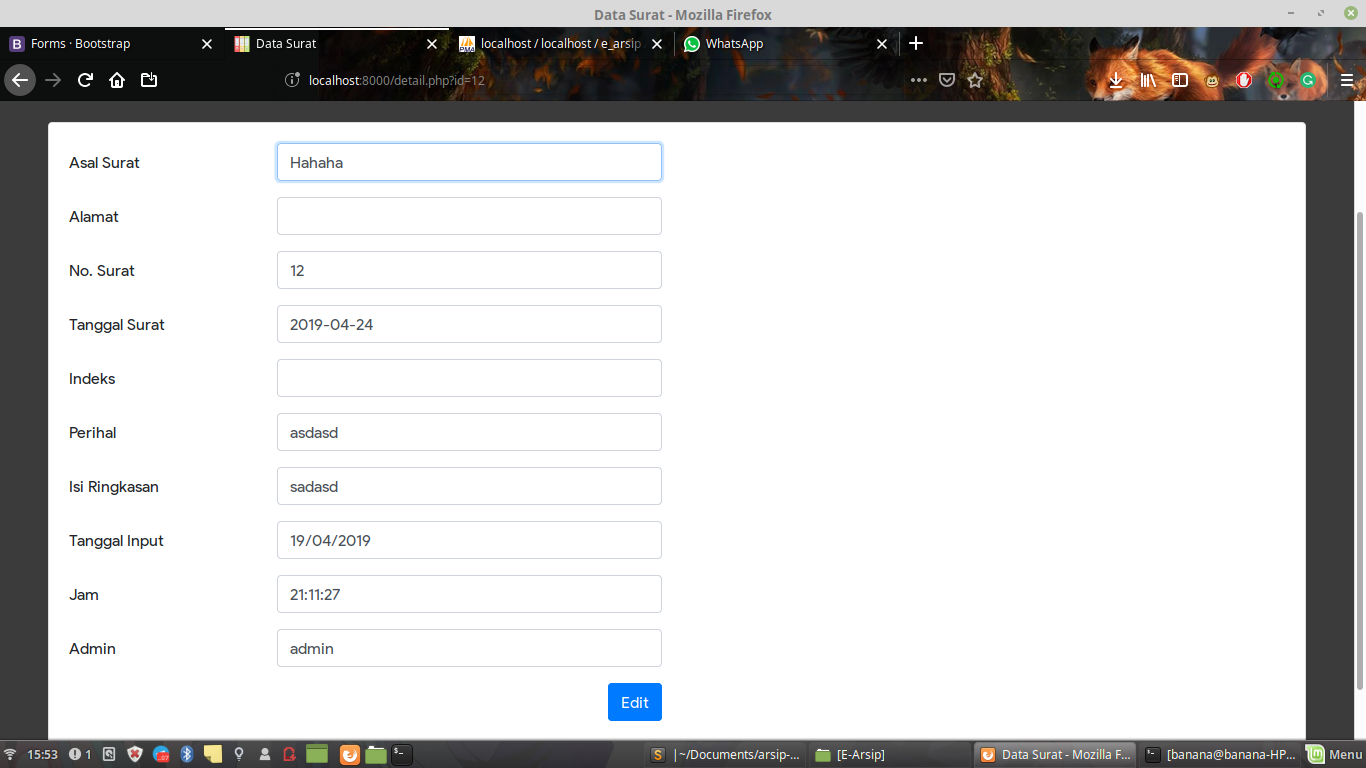 Data Surat - Mozilla Firefox
Forms · Bootstrap
Data Surat
localhost / localhost / e_arsip
WhatsApp
localhost:8000/detail.php?id=12
Asal Surat Hahaha
Alamat
No. Surat 12
Tanggal Surat 2019-04-24
Indeks
Perihal asdasd
Isi Ringkasan sadasd
Tanggal Input 19/04/2019
Jam 21:11:27
Admin admin
Edit
15:53 1 |~/Documents/arsip-... [E-Arsip] Data Surat - Mozilla F... [banana@banana-HP... Menu